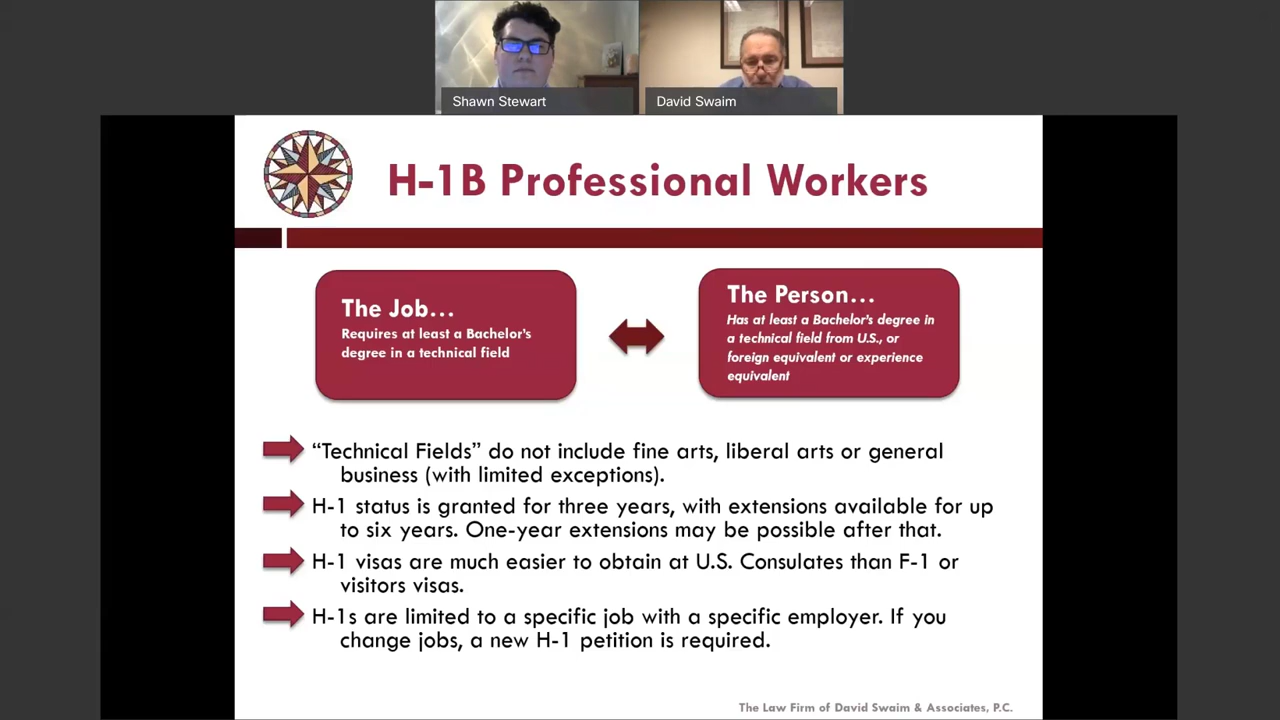 Shawn Stewart
David Swaim
H-1B Professional Workers
The Job...
Requires at least a Bachelor's
degree in a technical field
The Person...
Has at least a Bachelor's degree in
a technical field from U.S., or
foreign equivalent or experience
equivalent
“Technical Fields” do not include fine arts, liberal arts or general
business (with limited exceptions).
H-1 status is granted for three years, with extensions available for up
to six years. One-year extensions may be possible after that.
H-1 visas are much easier to obtain at U.S. Consulates than F-1 or
visitors visas.
H-1s are limited to a specific job with a specific employer. If you
change jobs, a new H-1 petition is required.
The Law Firm of David Swaim & Associates, P.C.